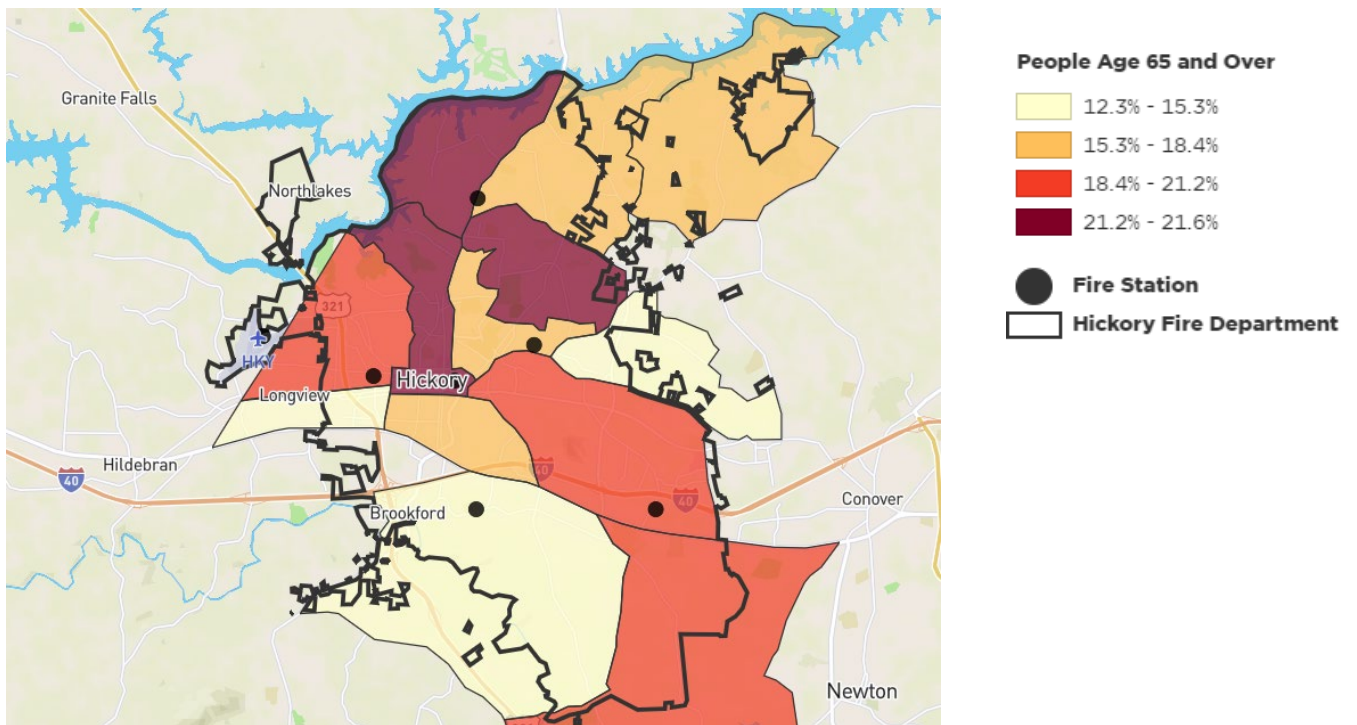 Granite Falls
Northlakes
321
HKY
Hickory
Longview
Hildebran
40
40
40
Conover
Brookford
Newton
People Age 65 and Over
12.3% - 15.3%
15.3% - 18.4%
18.4% - 21.2%
21.2% - 21.6%
Fire Station
Hickory Fire Department